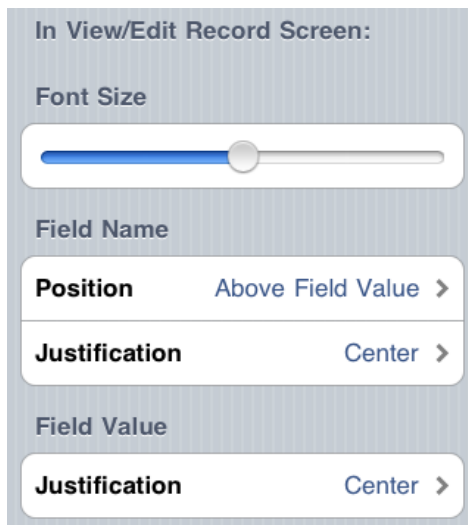 In View/Edit Record Screen:
Font Size
Field Name
Position Above Field Value
Justification Center
Field Value
Justification Center